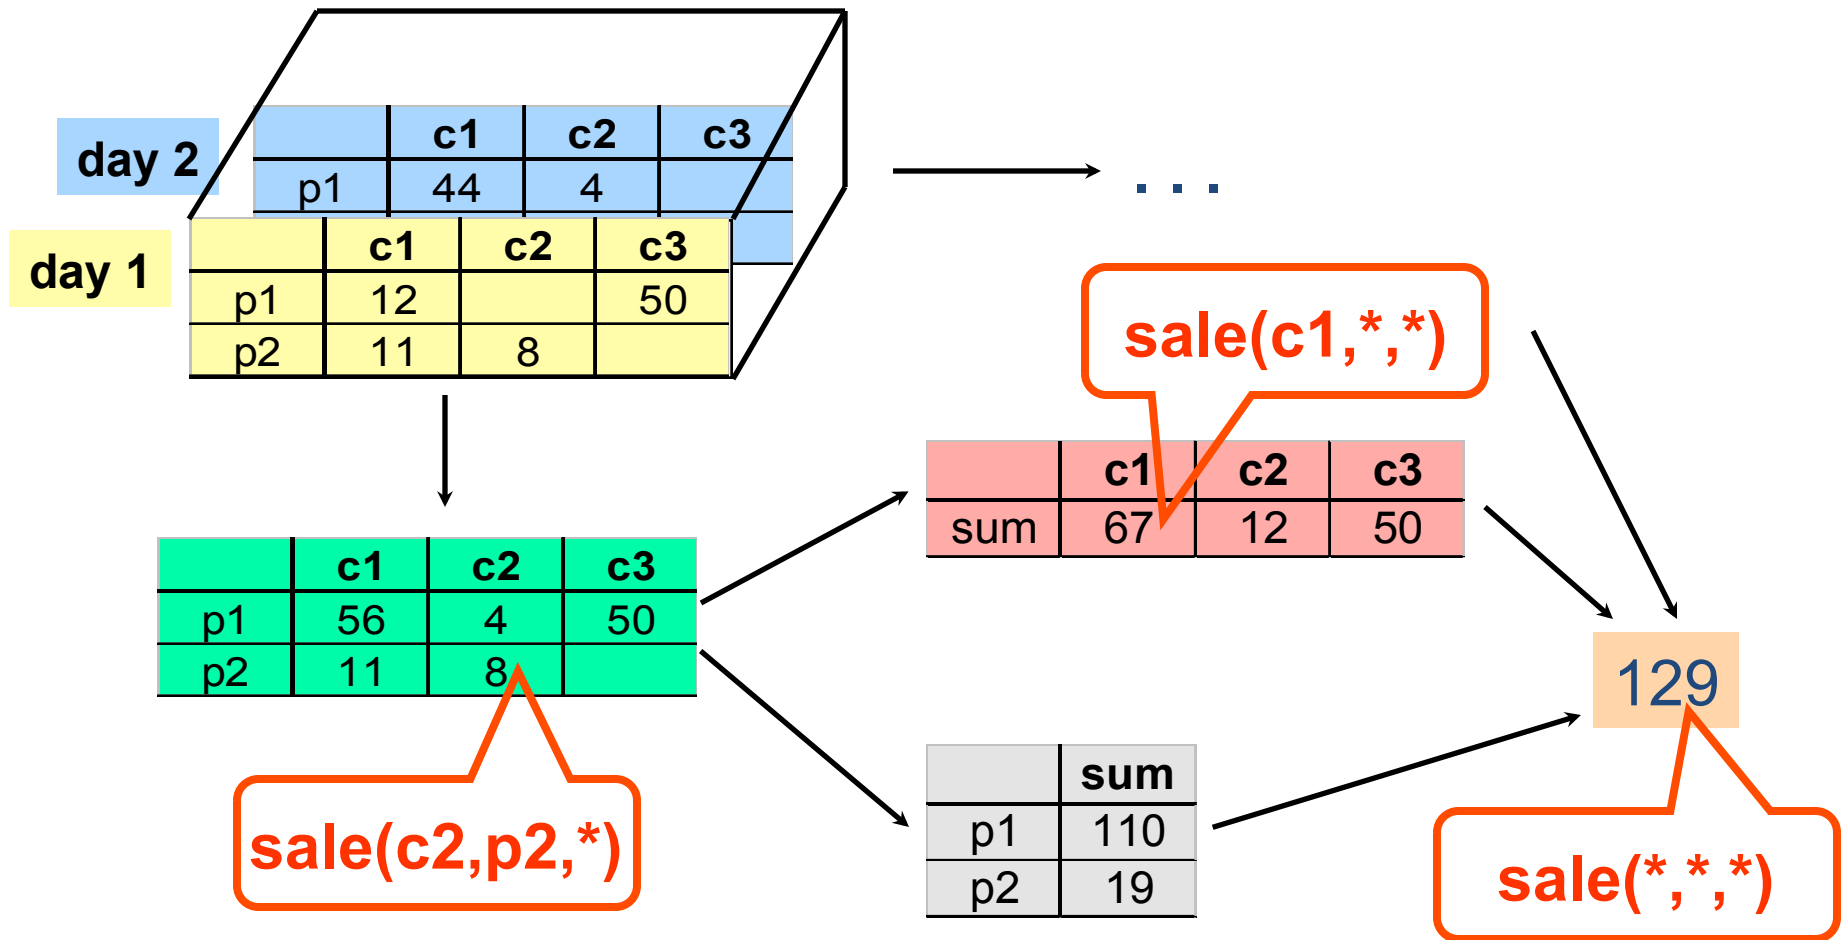 day 2
c1 c2 c3
p1 44 4
. . .
day 1
c1 c2 c3
p1 12 50
p2 11 8
sale(c1,*,*)
c1 c2 c3
sum 67 12 50
c1 c2 c3
p1 56 4 50
p2 11 8
129
sum
p1 110
p2 19
sale(c2,p2,*)
sale(*,*,*)